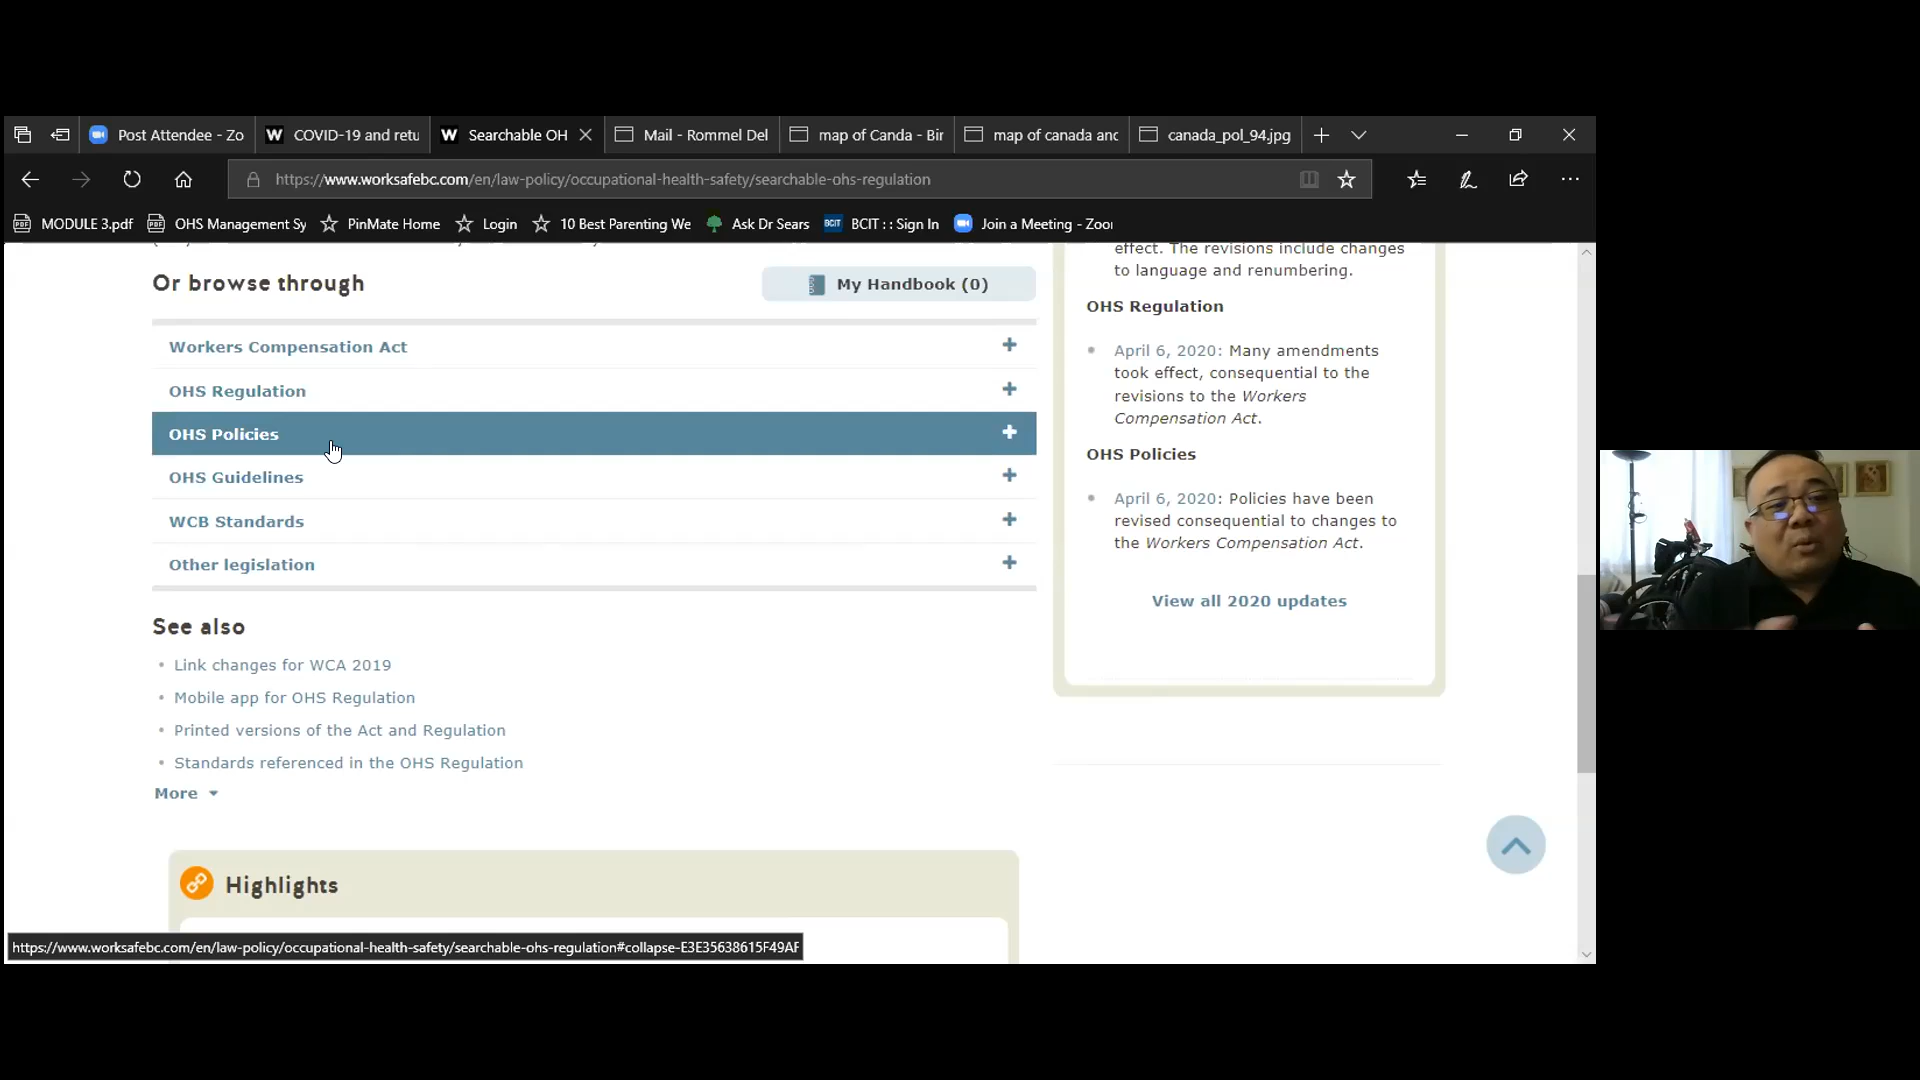 Post Attendee - Zo
COVID-19 and retu
Searchable OH
Mail - Rommel Del
map of Canda - Bir
map of canada anc
canada_pol_94.jpg
https://www.worksafebc.com/en/law-policy/occupational-health-safety/searchable-ohs-regulation
MODULE 3.pdf
OHS Management Sy
PinMate Home
Login
10 Best Parenting We
Ask Dr Sears
BCIT
BCIT : : Sign In
Join a Meeting - Zoor
Or browse through
My Handbook (0)
Workers Compensation Act
OHS Regulation
OHS Policies
OHS Guidelines
WCB Standards
Other legislation
See also
Link changes for WCA 2019
Mobile app for OHS Regulation
Printed versions of the Act and Regulation
Standards referenced in the OHS Regulation
More
Highlights
effect. The revisions include changes
to language and renumbering.
OHS Regulation
April 6, 2020: Many amendments
took effect, consequential to the
revisions to the Workers
Compensation Act.
OHS Policies
April 6, 2020: Policies have been
revised consequential to changes to
the Workers Compensation Act.
View all 2020 updates
https://www.worksafebc.com/en/law-policy/occupational-health-safety/searchable-ohs-regulation#collapse-E3E35638615F49AF